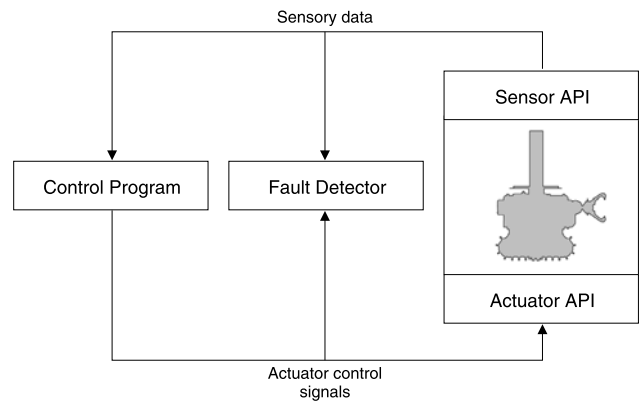 Sensory data
Sensor API
Control Program
Fault Detector
Actuator API
Actuator control
signals